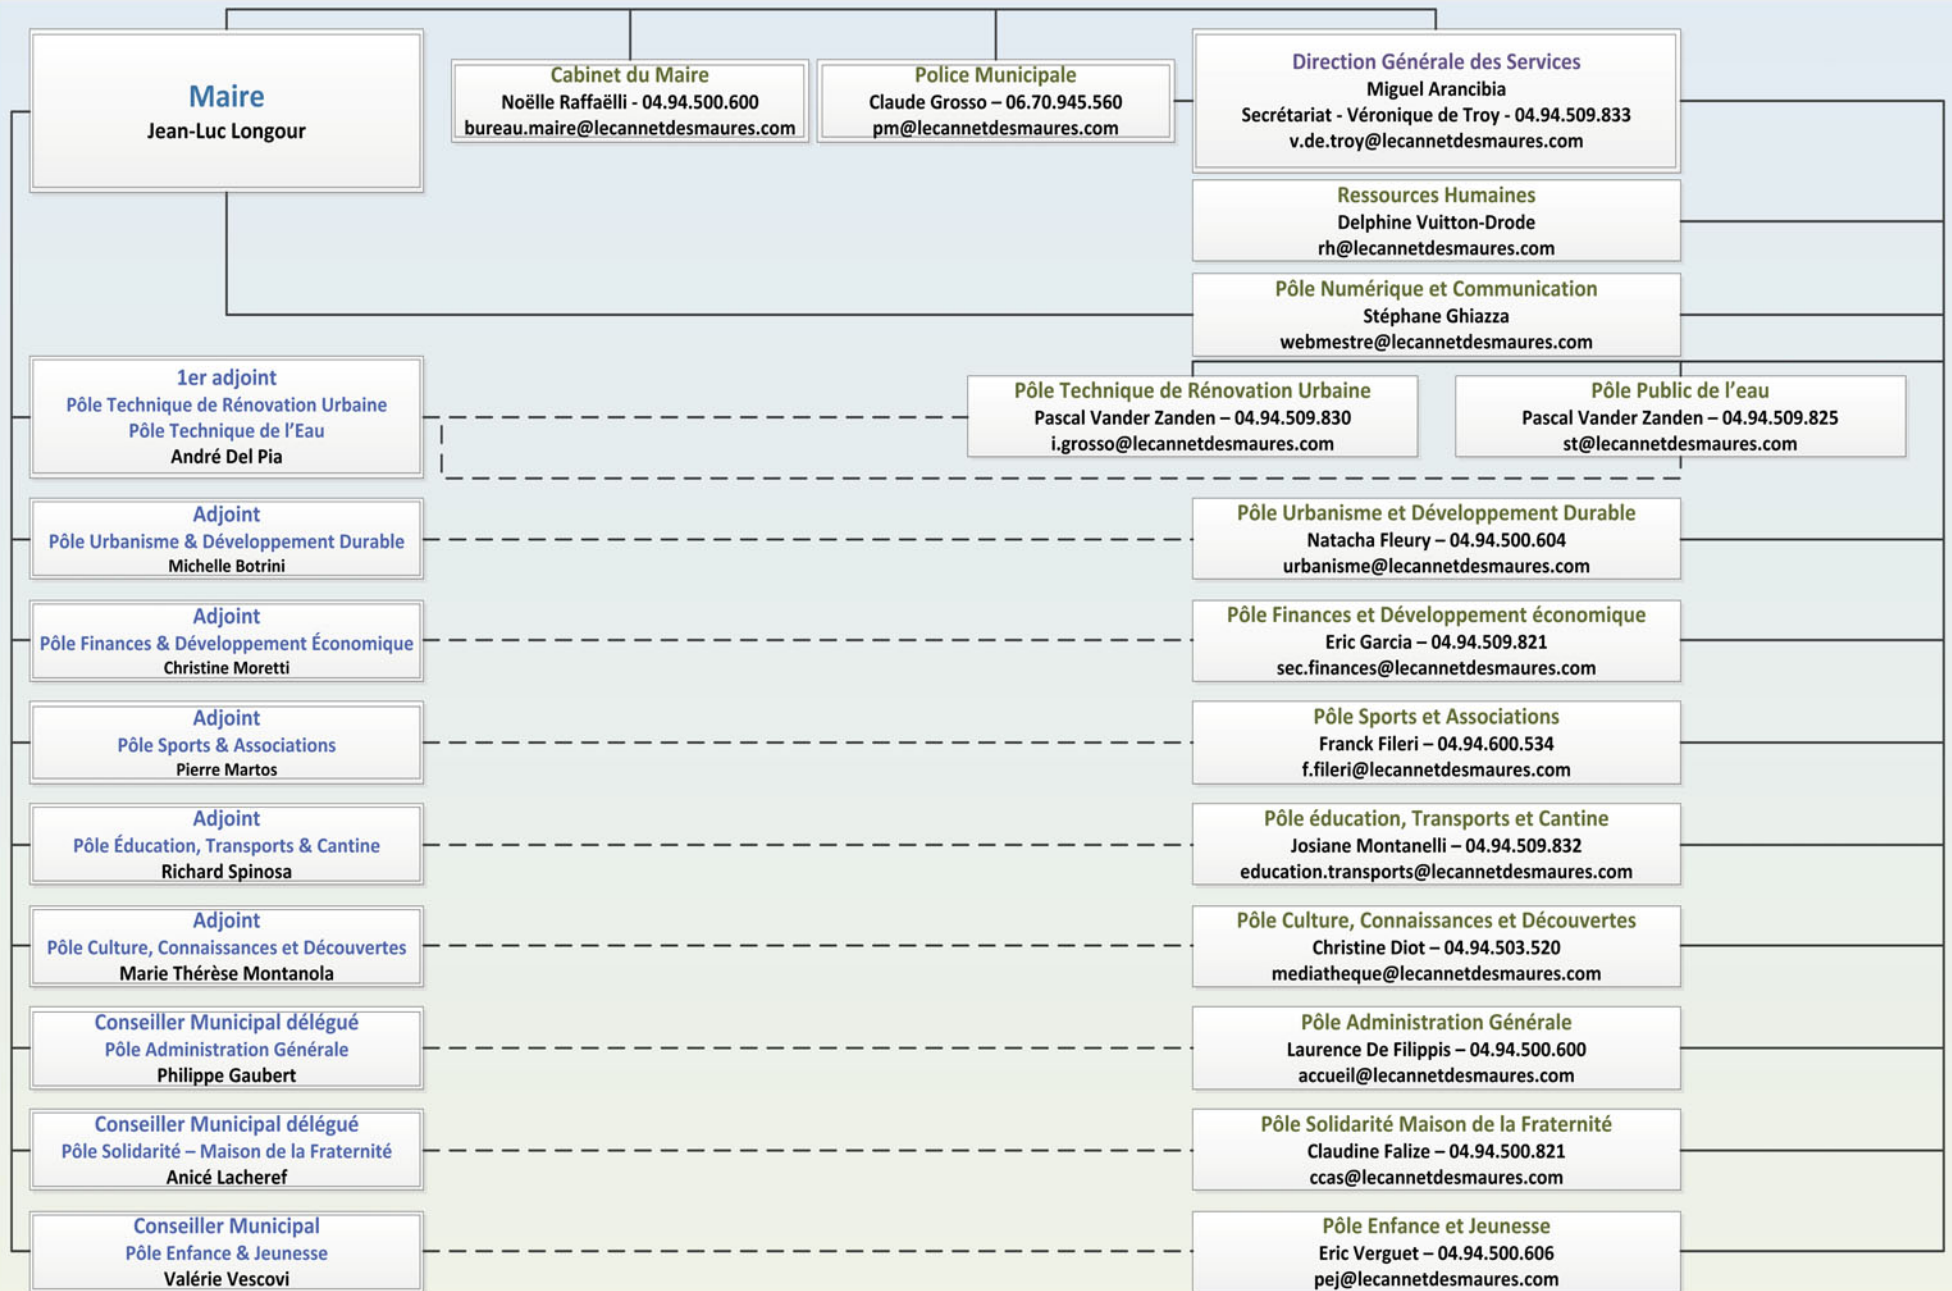 Maire
Jean-Luc Longour
Cabinet du Maire
Noëlle Raffaëlli - 04.94.500.600
bureau.maire@lecannetdesmaures.com
Police Municipale
Claude Grosso – 06.70.945.560
pm@lecannetdesmaures.com
Direction Générale des Services
Miguel Arancibia
Secrétariat - Véronique de Troy - 04.94.509.833
v.de.troy@lecannetdesmaures.com
Ressources Humaines
Delphine Vuitton-Drode
rh@lecannetdesmaures.com
Pôle Numérique et Communication
Stéphane Ghiazza
webmestre@lecannetdesmaures.com
1er adjoint
Pôle Technique de Rénovation Urbaine
Pôle Technique de l’Eau
André Del Pia
Pôle Technique de Rénovation Urbaine
Pascal Vander Zanden – 04.94.509.830
i.grosso@lecannetdesmaures.com
Pôle Public de l’eau
Pascal Vander Zanden – 04.94.509.825
st@lecannetdesmaures.com
Adjoint
Pôle Urbanisme & Développement Durable
Michelle Botrini
Pôle Urbanisme et Développement Durable
Natacha Fleury – 04.94.500.604
urbanisme@lecannetdesmaures.com
Adjoint
Pôle Finances & Développement Économique
Christine Moretti
Pôle Finances et Développement économique
Eric Garcia – 04.94.509.821
sec.finances@lecannetdesmaures.com
Adjoint
Pôle Sports & Associations
Pierre Martos
Pôle Sports et Associations
Franck Fileri – 04.94.600.534
f.fileri@lecannetdesmaures.com
Adjoint
Pôle Éducation, Transports & Cantine
Richard Spinosa
Pôle éducation, Transports et Cantine
Josiane Montanelli – 04.94.509.832
education.transports@lecannetdesmaures.com
Adjoint
Pôle Culture, Connaissances et Découvertes
Marie Thérèse Montanola
Pôle Culture, Connaissances et Découvertes
Christine Diot – 04.94.503.520
mediatheque@lecannetdesmaures.com
Conseiller Municipal délégué
Pôle Administration Générale
Philippe Gaubert
Pôle Administration Générale
Laurence De Filippis – 04.94.500.600
accueil@lecannetdesmaures.com
Conseiller Municipal délégué
Pôle Solidarité – Maison de la Fraternité
Anicé Lacheref
Pôle Solidarité Maison de la Fraternité
Claudine Falize – 04.94.500.821
ccas@lecannetdesmaures.com
Conseiller Municipal
Pôle Enfance & Jeunesse
Valérie Vescovi
Pôle Enfance et Jeunesse
Eric Verguet – 04.94.500.606
pej@lecannetdesmaures.com